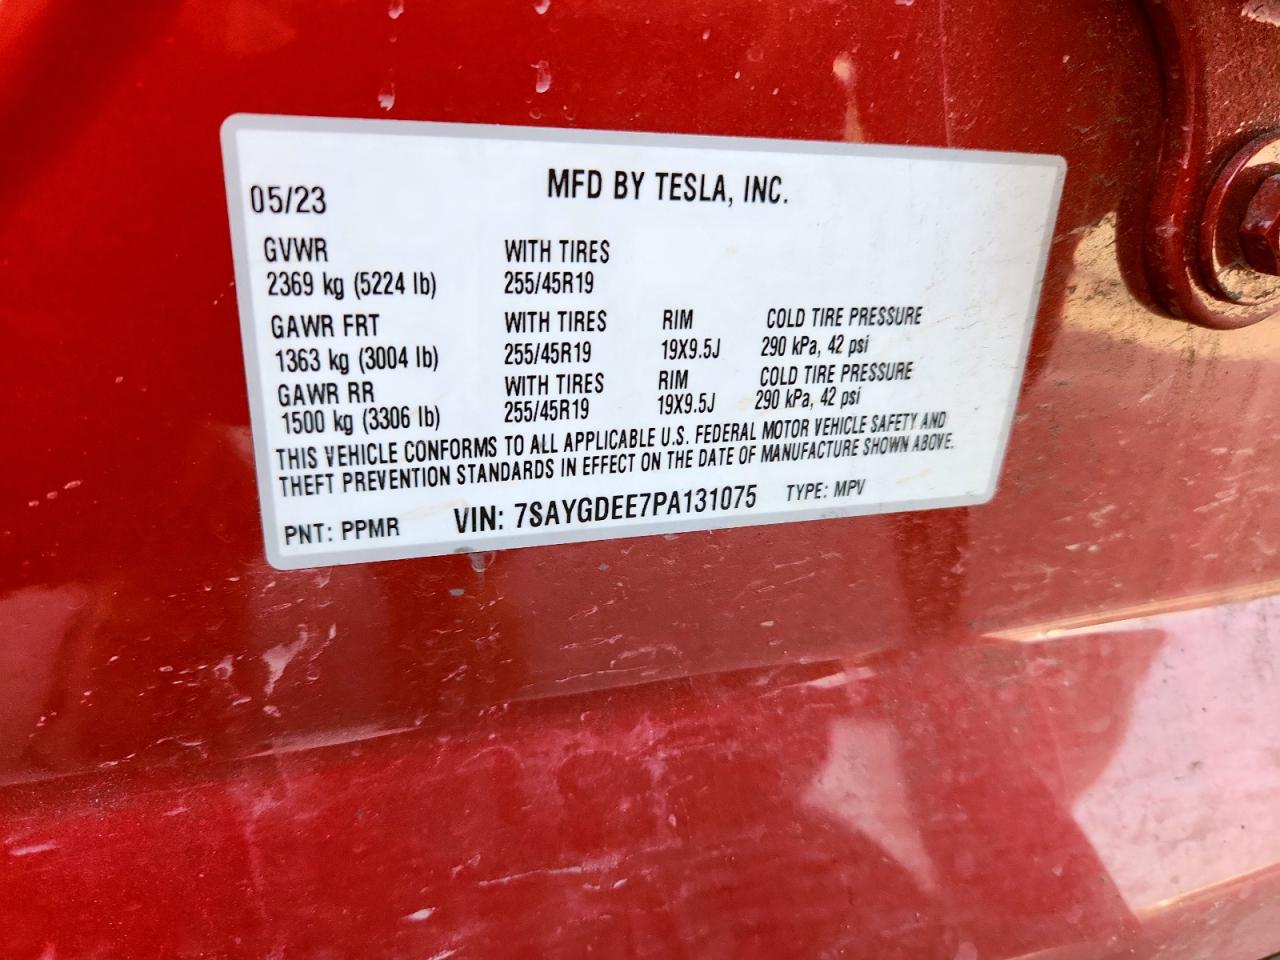 MFD BY TESLA, INC.
05/23
GVWR WITH TIRES
2369 kg (5224 lb) 255/45R19
GAWR FRT WITH TIRES RIM COLD TIRE PRESSURE
1363 kg (3004 lb) 255/45R19 19X9.5J 290 kPa, 42 psi
GAWR RR WITH TIRES RIM COLD TIRE PRESSURE
1500 kg (3306 lb) 255/45R19 19X9.5J 290 kPa, 42 psi
THIS VEHICLE CONFORMS TO ALL APPLICABLE U.S. FEDERAL MOTOR VEHICLE SAFETY AND
THEFT PREVENTION STANDARDS IN EFFECT ON THE DATE OF MANUFACTURE SHOWN ABOVE.
PNT: PPMR VIN: 7SAYGDEE7PA131075 TYPE: MPV